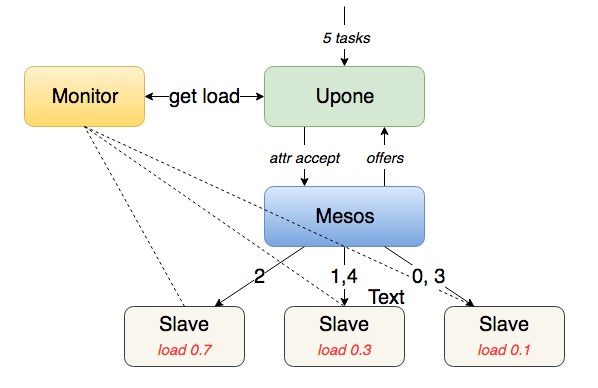 5 tasks
Monitor
get load
Upone
attr accept
offers
Mesos
2
1,4
0, 3
Text
Slave
load 0.7
Slave
load 0.3
Slave
load 0.1